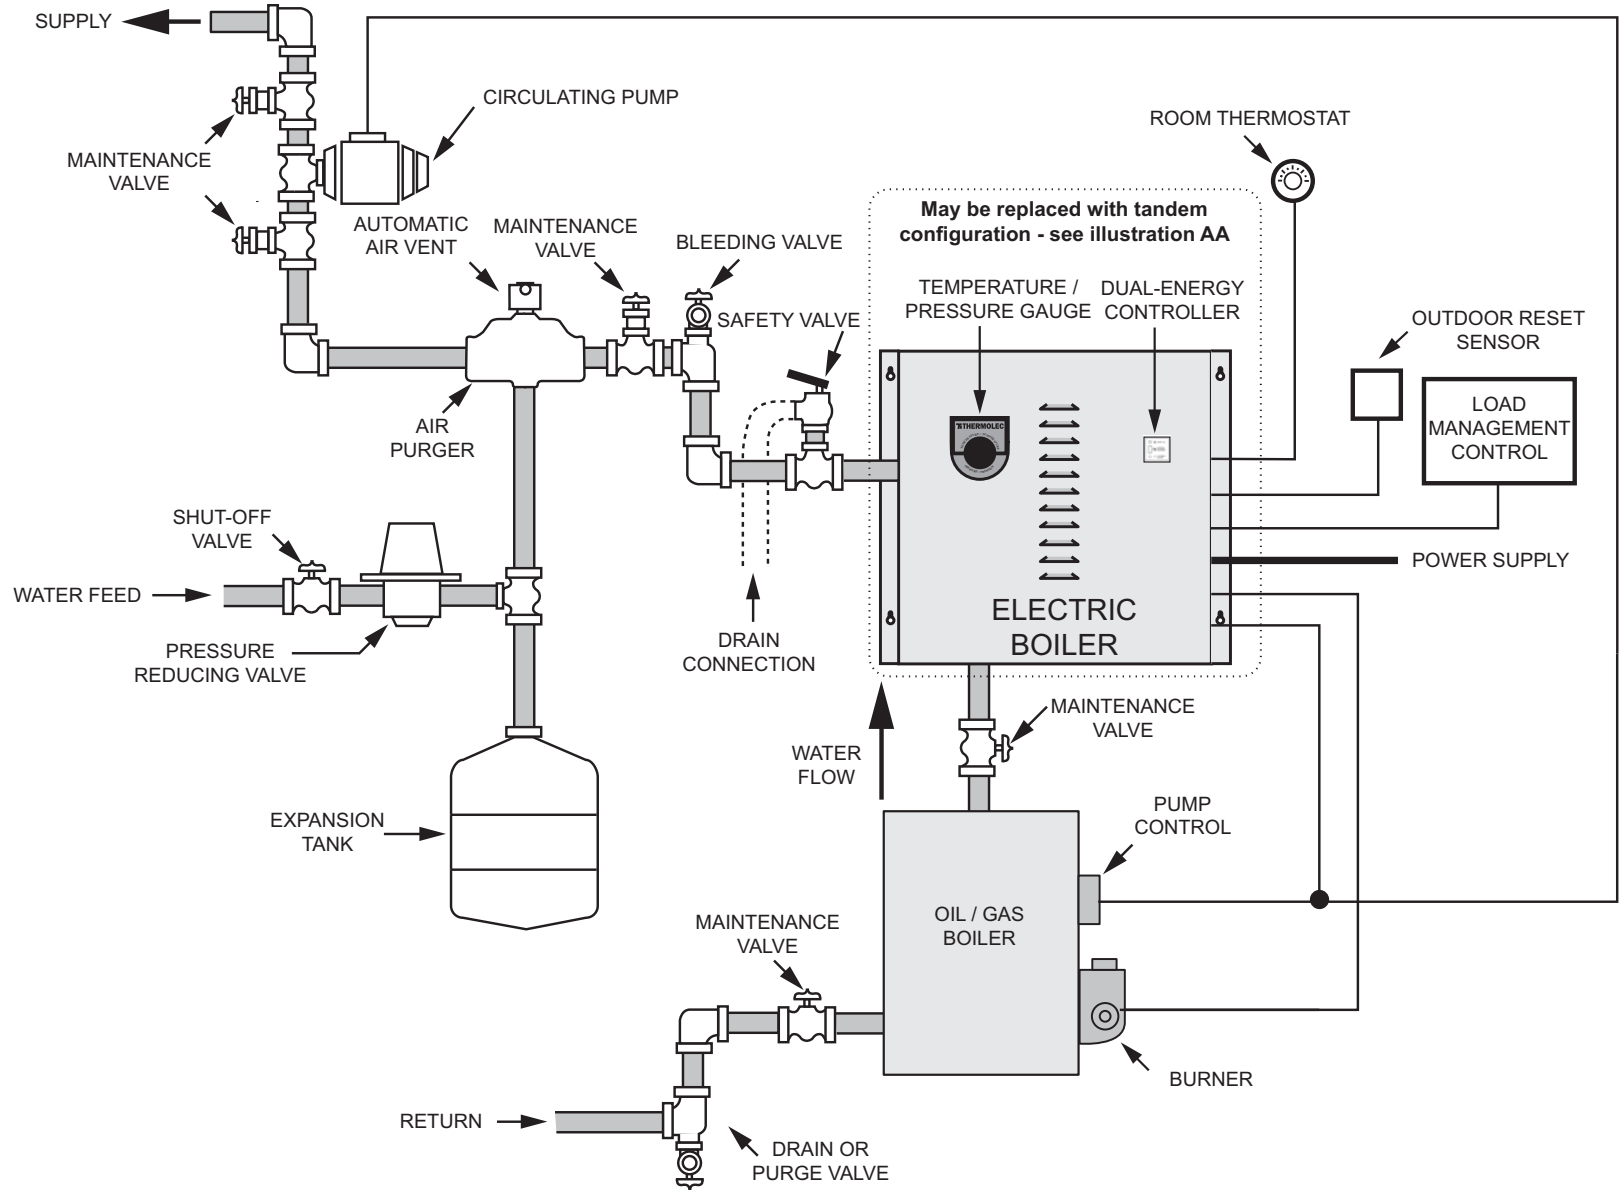 SUPPLY
CIRCULATING PUMP
MAINTENANCE
VALVE
ROOM THERMOSTAT
AUTOMATIC
AIR VENT
MAINTENANCE
VALVE
BLEEDING VALVE
SAFETY VALVE
May be replaced with tandem
configuration - see illustration AA
TEMPERATURE /
PRESSURE GAUGE
DUAL-ENERGY
CONTROLLER
OUTDOOR RESET
SENSOR
LOAD
MANAGEMENT
CONTROL
THERMOLEC
AIR
PURGER
SHUT-OFF
VALVE
WATER FEED
PRESSURE
REDUCING VALVE
DRAIN
CONNECTION
POWER SUPPLY
ELECTRIC
BOILER
MAINTENANCE
VALVE
WATER
FLOW
EXPANSION
TANK
PUMP
CONTROL
OIL / GAS
BOILER
MAINTENANCE
VALVE
BURNER
RETURN
DRAIN OR
PURGE VALVE